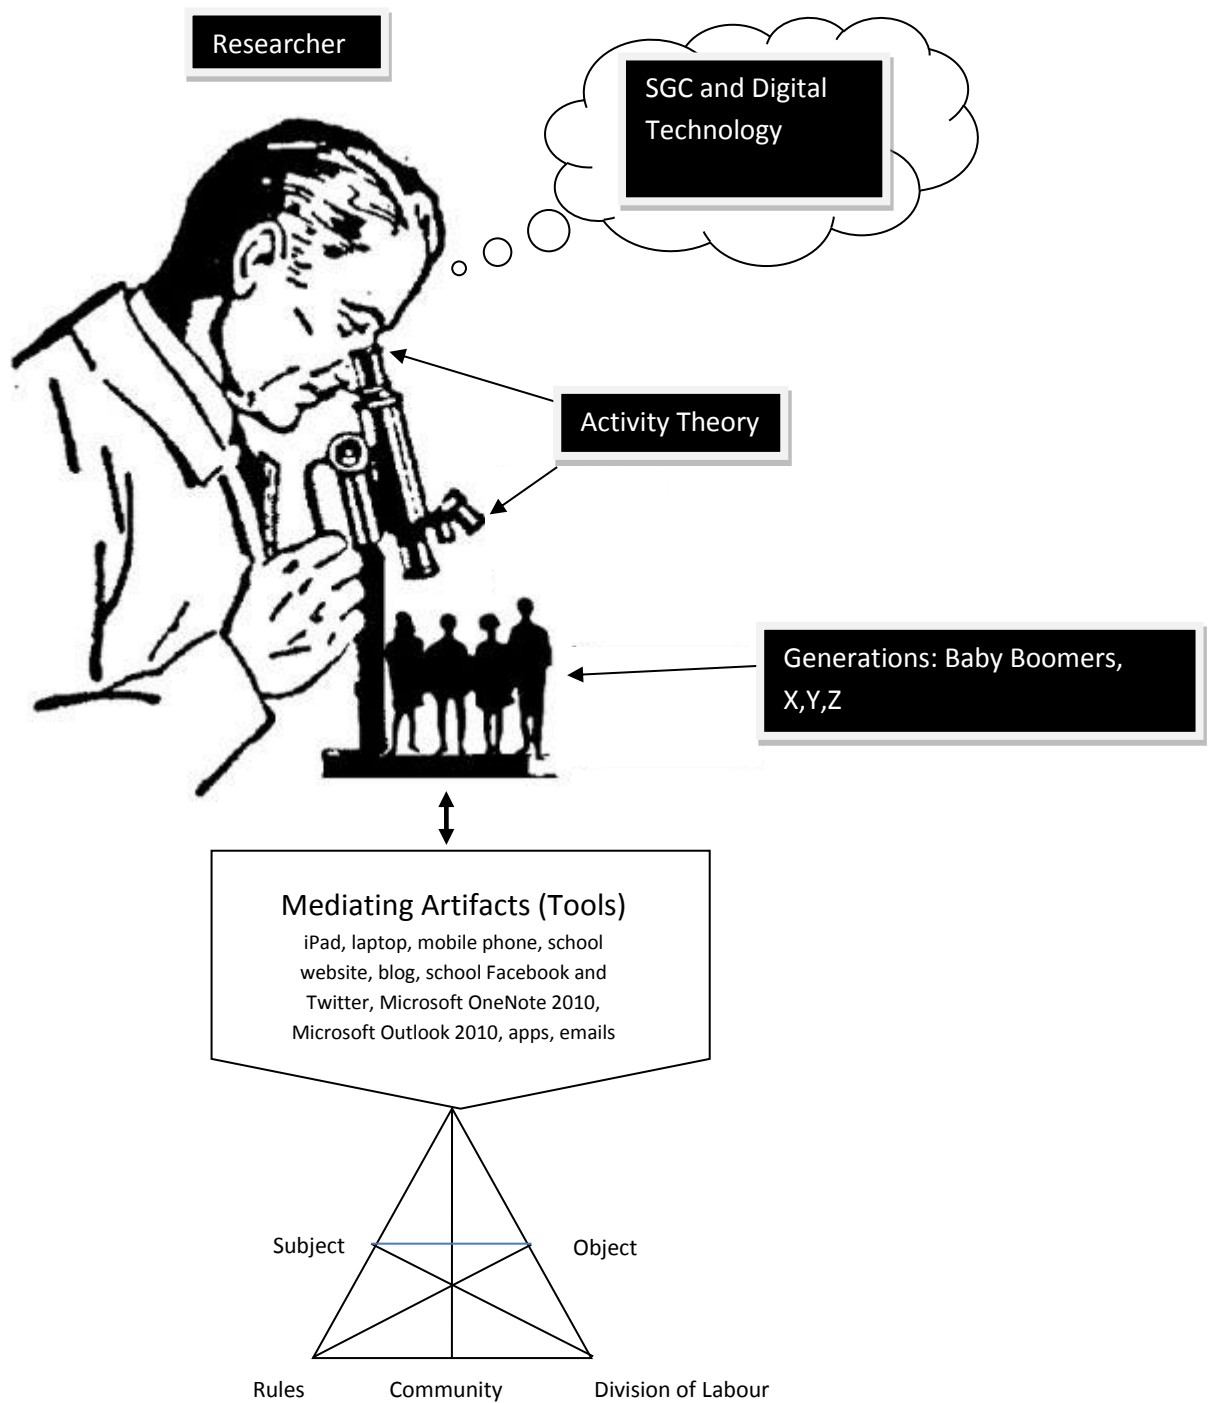 Researcher
SGC and Digital
Technology
Activity Theory
Generations: Baby Boomers,
X,Y,Z
Mediating Artifacts (Tools)
iPad, laptop, mobile phone, school
website, blog, school Facebook and
Twitter, Microsoft OneNote 2010,
Microsoft Outlook 2010, apps, emails
Subject
Object
Rules
Community
Division of Labour